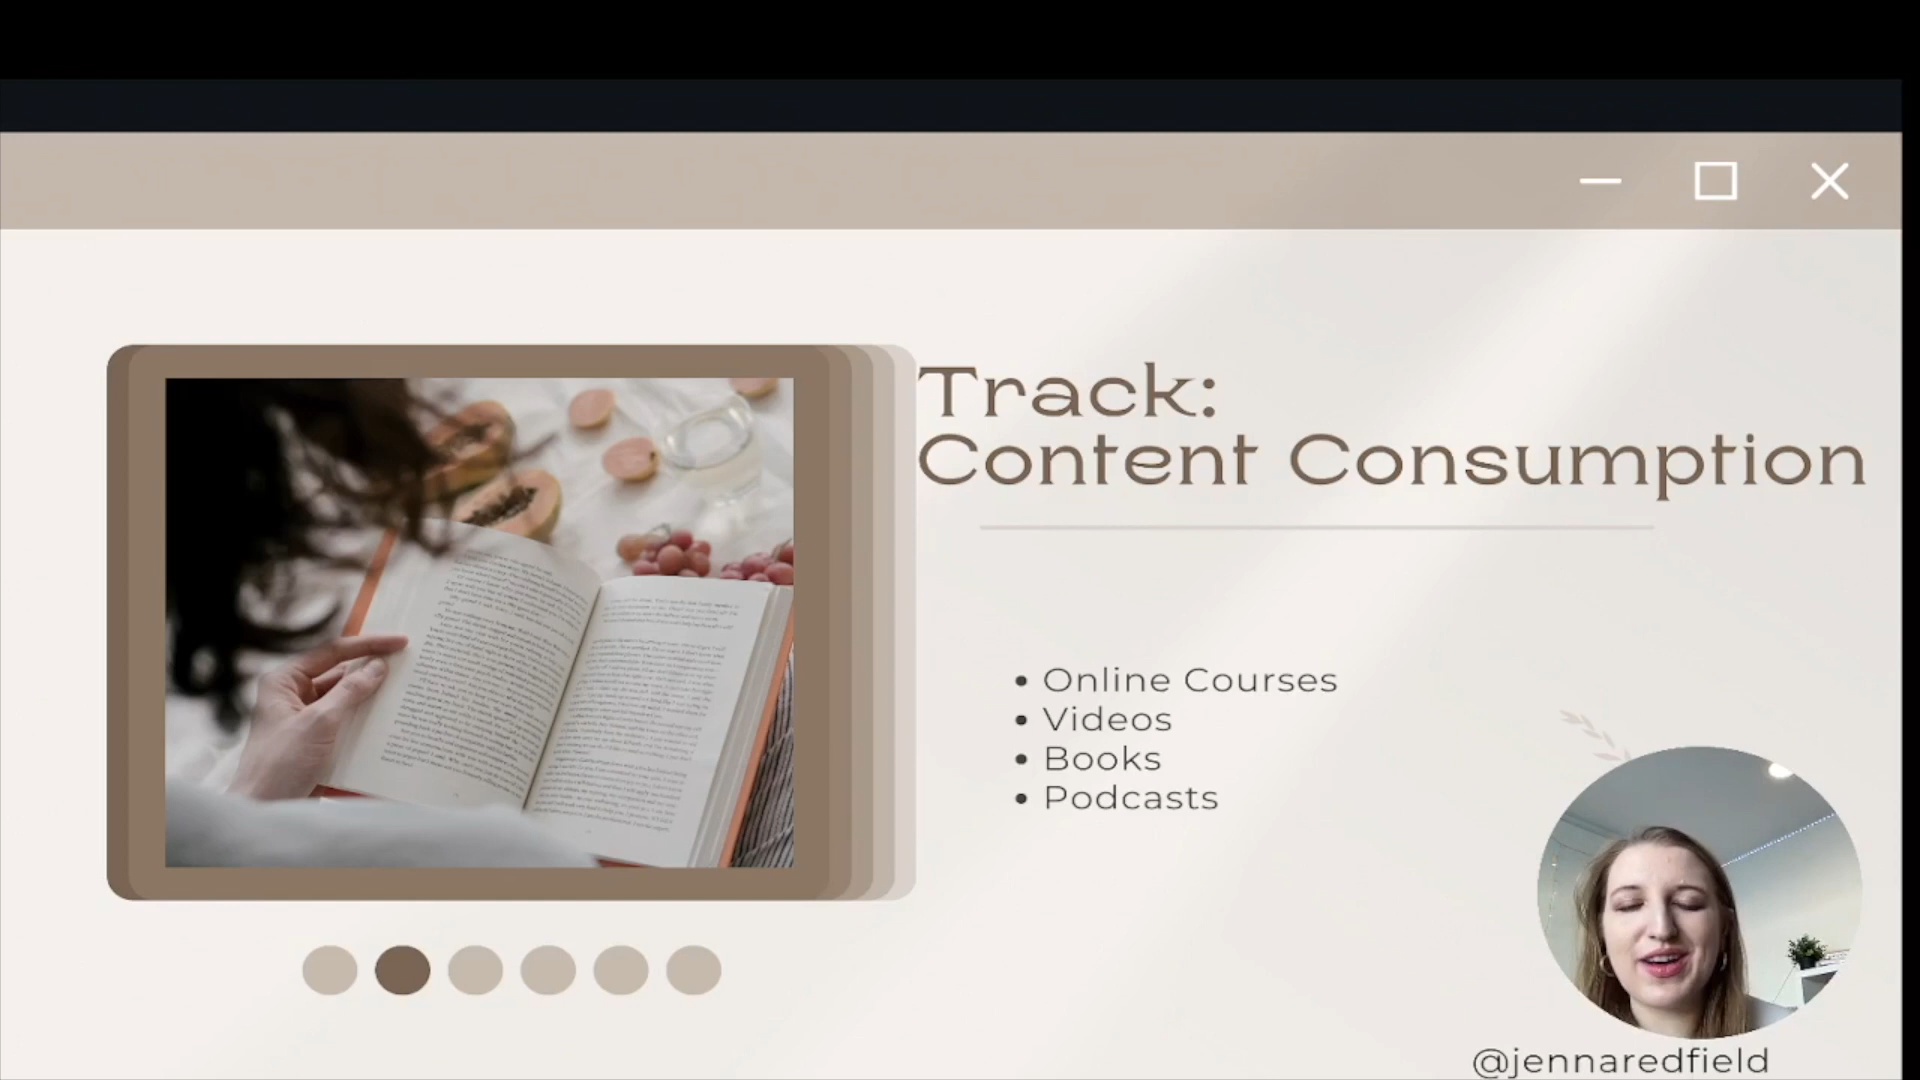 Track:
Content Consumption
• Online Courses
• Videos
• Books
• Podcasts
@jennaredfield